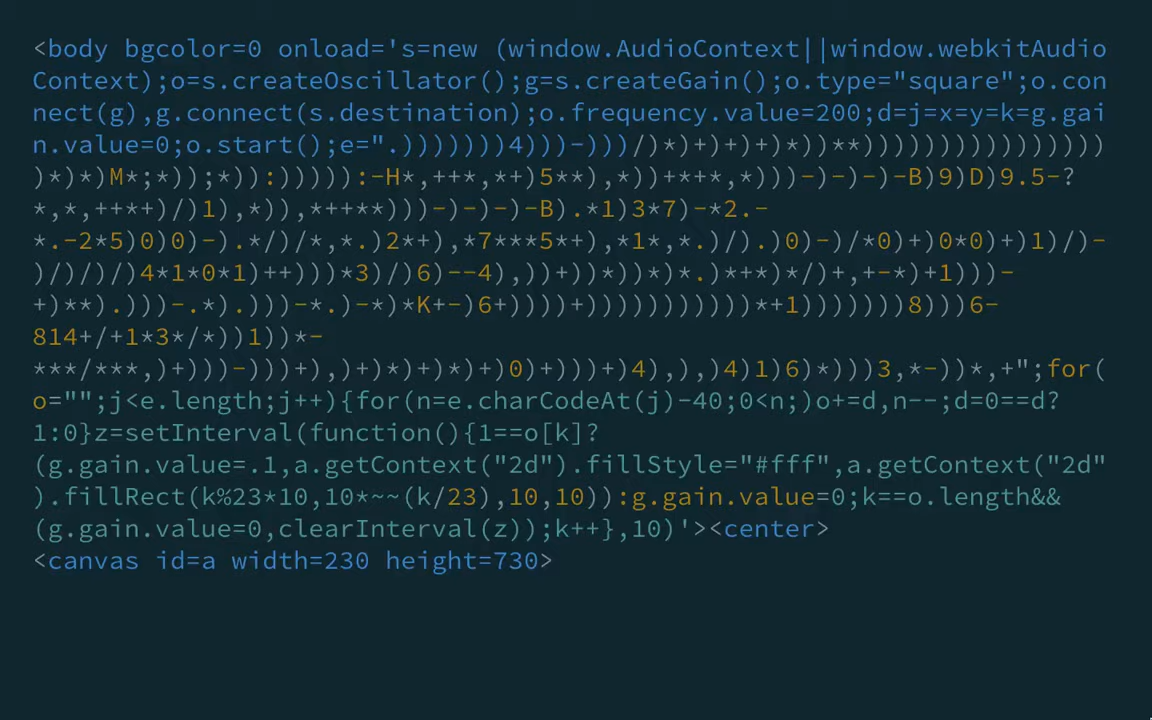 <body bgcolor=0 onload='s=new (window.AudioContext||window.webkitAudio
Context);o=s.createOscillator();g=s.createGain();o.type="square";o.con
nect(g),g.connect(s.destination);o.frequency.value=200;d=j=x=y=k=g.gai
n.value=0;o.start();e=".)))))))4)))-)))/)*)+)+)+)*))**))))))))))))))))
)*)*)M*;*));*)):))))):-H*,++*,*+)5**),*))+*+*,*)))-)-)-)-B)9)D)9.5-?
*,*,++*+)/)1),*)),*++**)))-)-)-)-B).*1)3*7)-*2.-
*.-2*5)0)0)-).*/)/*,*.)2*+),*7***5*+),*1*,*.)/).)0)-)/*0)+)0*0)+)1)/)-
)/)/)/)4*1*0*1)++)))*3)/)6)--4),))+))*))*)*.)*+*)*/)+,+-*)+1)))-
+)**).)))-.*).)))-*.)-*)*K+-)6+))))+)))))))))))*+1)))))))8)))6-
814+/+1*3*/*))1))*-
***/***,)+)))-)))+),)+)*)+)*)+)0)+)))+)4),),)4)1)6)*)))3,*-))*,+";for(
o="";j<e.length;j++){for(n=e.charCodeAt(j)-40;0<n;)o+=d,n--;d=0==d?
1:0}z=setInterval(function(){1==o[k]?
(g.gain.value=.1,a.getContext("2d").fillStyle="#fff",a.getContext("2d"
).fillRect(k%23*10,10*~~(k/23),10,10)):g.gain.value=0;k==o.length&&
(g.gain.value=0,clearInterval(z));k++},10)'><center>
<canvas id=a width=230 height=730>